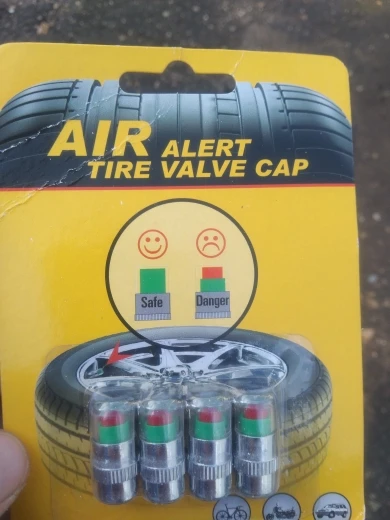 AIR ALERT
TIRE VALVE CAP
Safe Danger